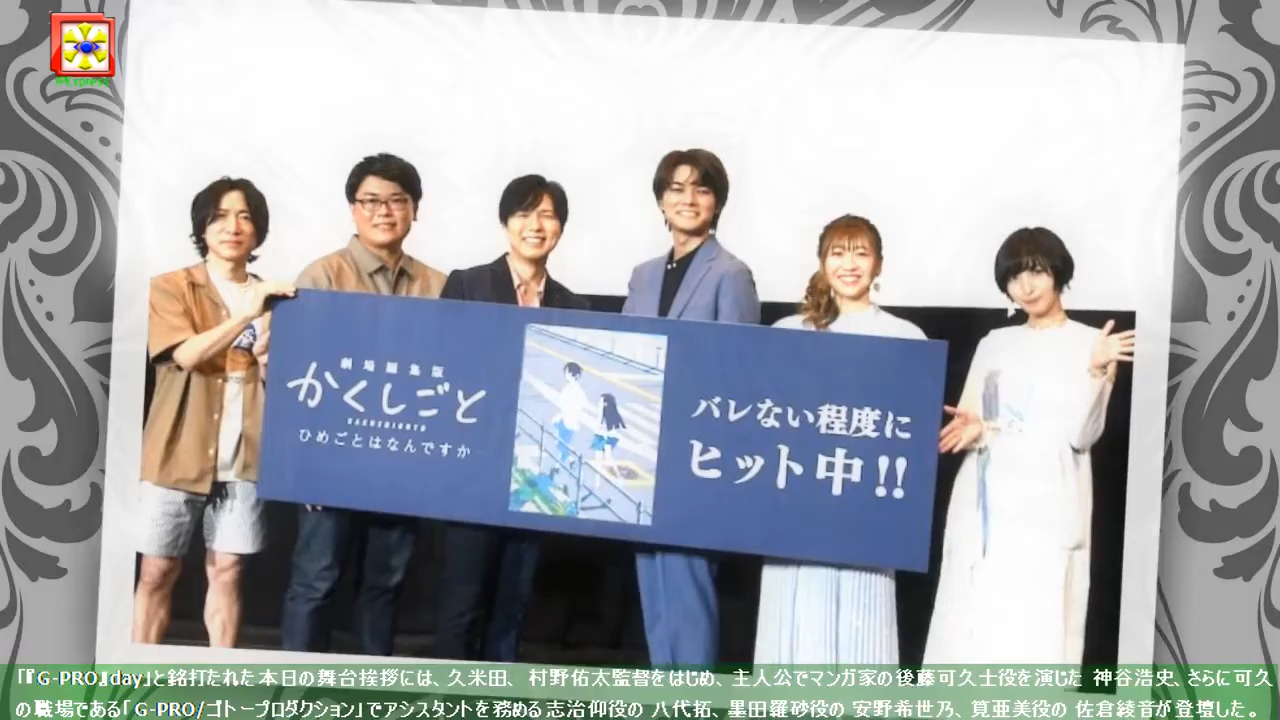 劇場編集版
かくしごと
KAKUSHIGOTO
ひめごとはなんですか
バレない程度に
ヒット中!!
「『G-PRO』day」と銘打たれた本日の舞台挨拶には、久米田、 村野佑太監督をはじめ、主人公でマンガ家の後藤可久士役を演じた 神谷浩史、さらに可久士
の職場である「G-PRO/ゴトープロダクション」でアシスタントを務める志治仰役の 八代拓、墨田羅砂役の 安野希世乃、筧亜美役の 佐倉綾音が登壇した。